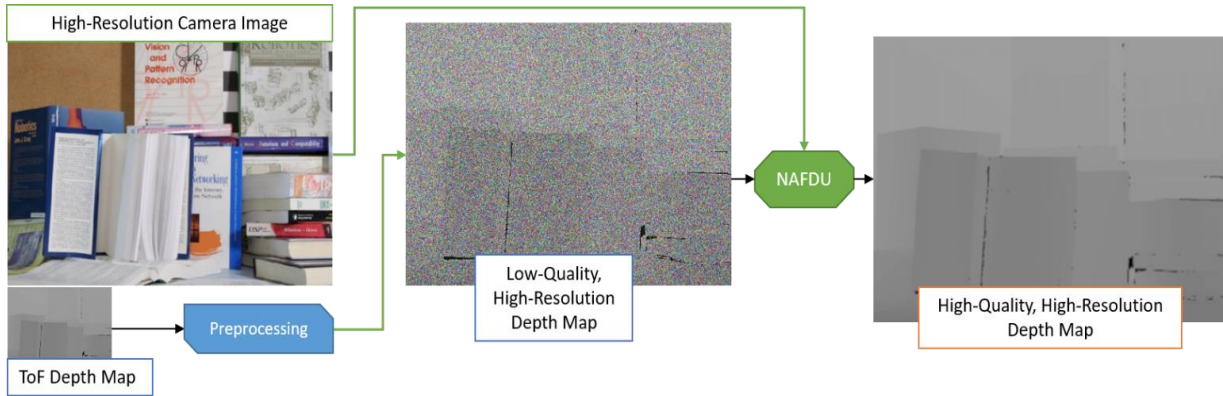 High-Resolution Camera Image
Vision
and
Pattern
Recognition
ROBOTICS
Robotics
ToF Depth Map
Preprocessing
Low-Quality,
High-Resolution
Depth Map
NAFDU
High-Quality, High-Resolution
Depth Map